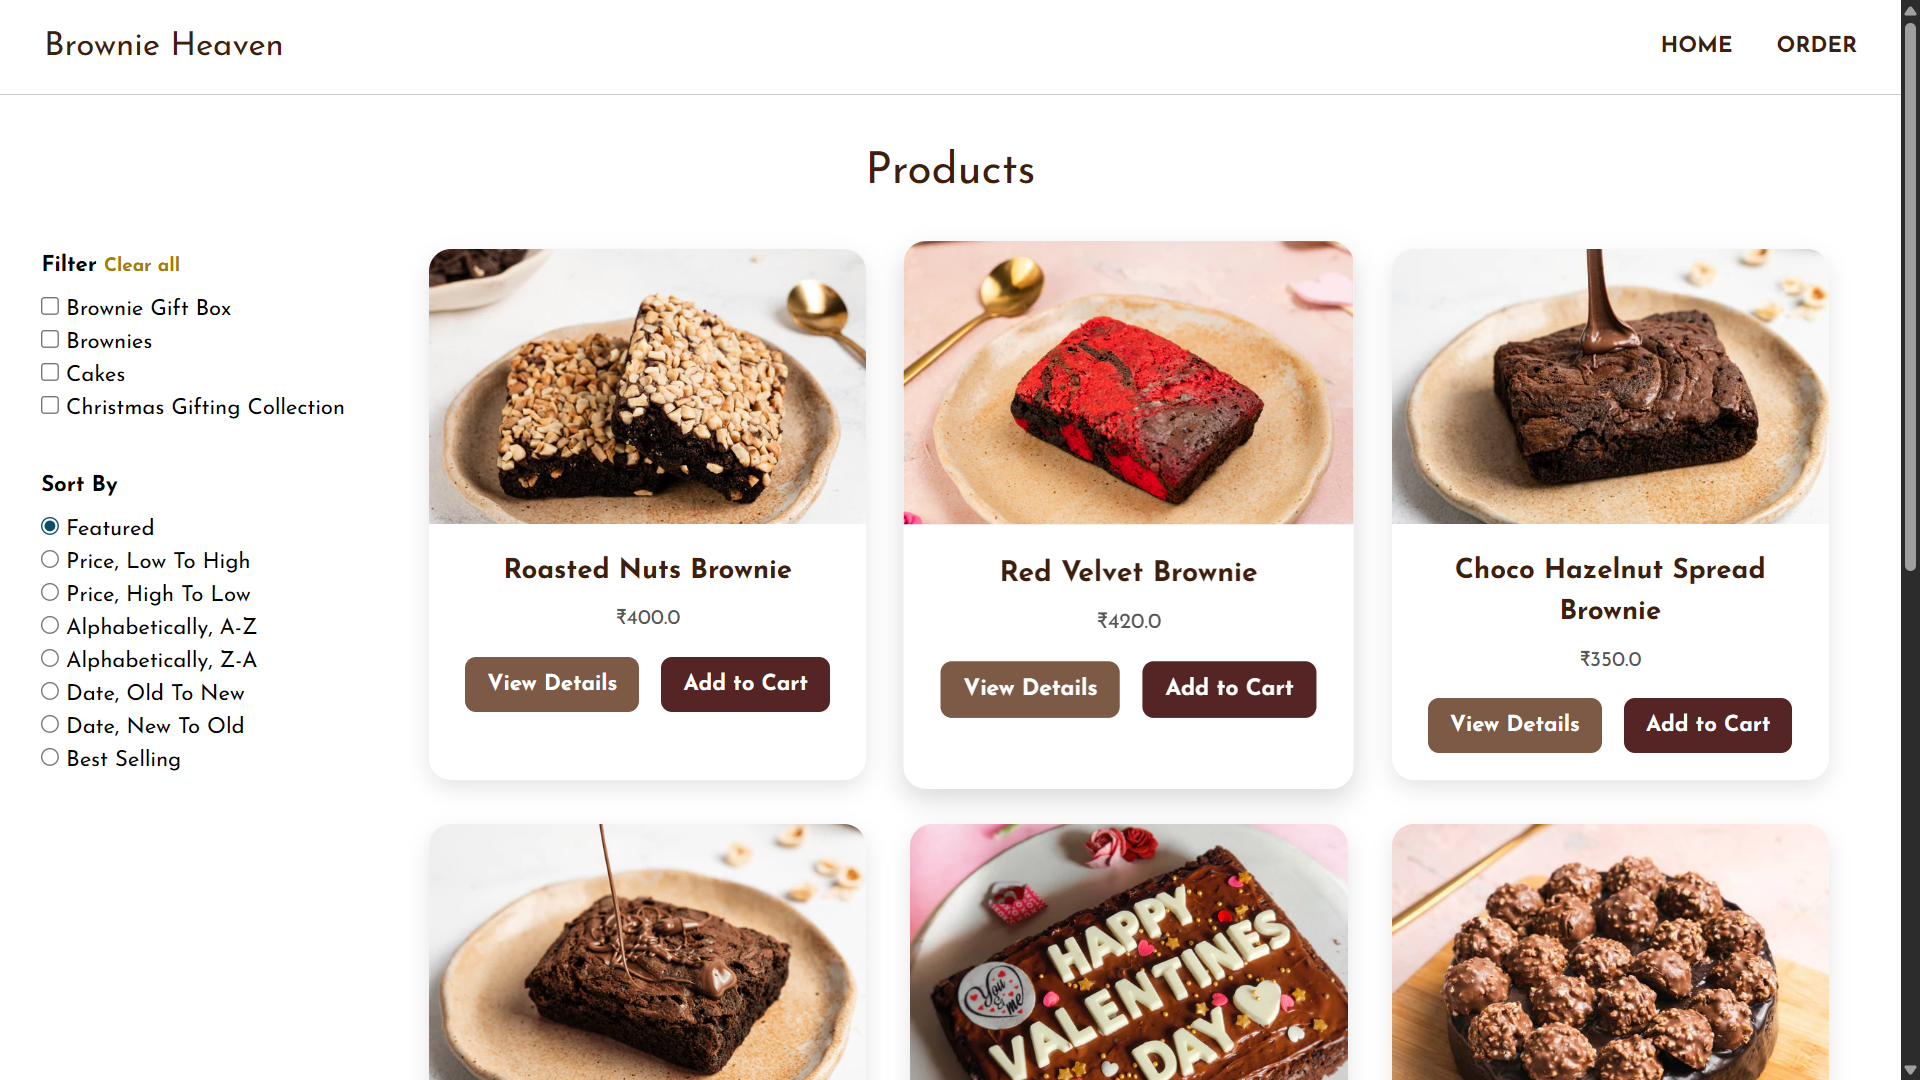 Brownie Heaven
HOME
ORDER
Products
Filter Clear all
Brownie Gift Box
Brownies
Cakes
Christmas Gifting Collection
Sort By
Featured
Price, Low To High
Price, High To Low
Alphabetically, A-Z
Alphabetically, Z-A
Date, Old To New
Date, New To Old
Best Selling
Roasted Nuts Brownie
₹400.0
View Details
Add to Cart
Red Velvet Brownie
₹420.0
View Details
Add to Cart
Choco Hazelnut Spread
Brownie
₹350.0
View Details
Add to Cart
You
& me
HAPPY
VALENTINES
DAY